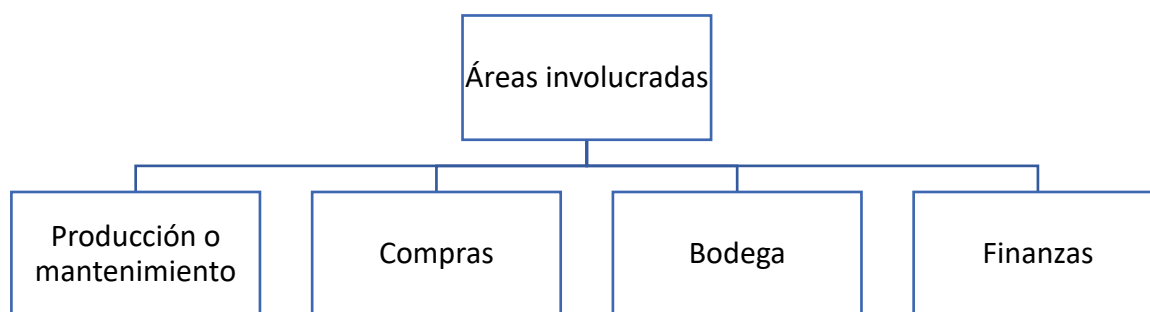 Áreas involucradas
Producción o
mantenimiento
Compras
Bodega
Finanzas